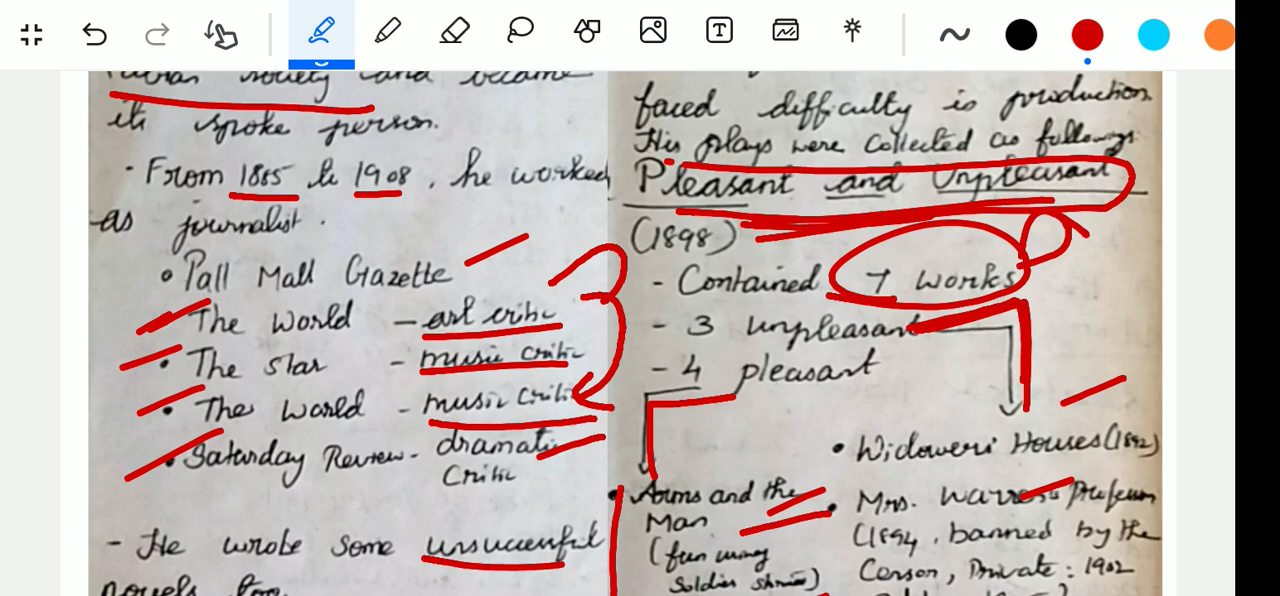 Fabian society and became
its spoke person.
- From 1885 to 1908, he worked
as journalist.
• Pall Mall Gazette
• The World – art critic
• The Star - music critic
• The World - music critic
• Saturday Review - dramatic
Critic
- He wrote some unsuccessful
novels too.
faced difficulty is production.
His plays were collected as followings
Pleasant and Unpleasant
(1898)
- Contained 7 works
- 3 unpleasant
- 4 pleasant
• Widowers Houses (1892)
• Arms and the
Man
(fun using
Soldier
• Mrs. Warren's Profession
(1894, banned by the
Censor, Private : 1902